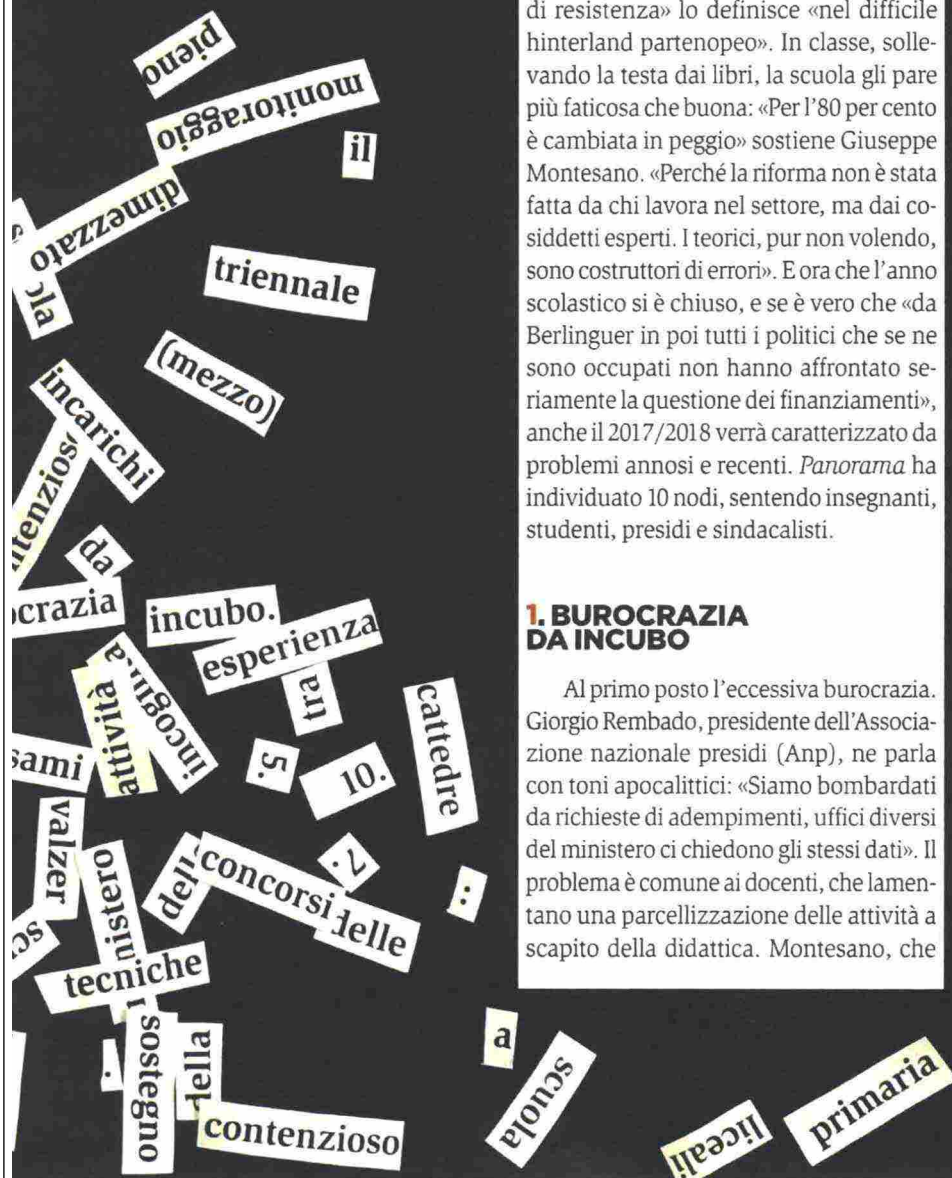 pieno
monitoraggio
il
dimezzato
triennale
(mezzo)
incarichi
da
incubo.
esperienza
tra
incognita
attività
cattedre
5.
10.
valzer
7.
:
concorsi
delle
tecniche
sostegno
contenzioso
a
scuola
liceali
primaria
di resistenza» lo definisce «nel difficile
hinterland partenopeo». In classe, solle-
vando la testa dai libri, la scuola gli pare
più faticosa che buona: «Per l'80 per cento
è cambiata in peggio» sostiene Giuseppe
Montesano. «Perché la riforma non è stata
fatta da chi lavora nel settore, ma dai co-
siddetti esperti. I teorici, pur non volendo,
sono costruttori di errori». E ora che l'anno
scolastico si è chiuso, e se è vero che «da
Berlinguer in poi tutti i politici che se ne
sono occupati non hanno affrontato se-
riamente la questione dei finanziamenti»,
anche il 2017/2018 verrà caratterizzato da
problemi annosi e recenti. Panorama ha
individuato 10 nodi, sentendo insegnanti,
studenti, presidi e sindacalisti.
1. BUROCRAZIA
DA INCUBO
Al primo posto l'eccessiva burocrazia.
Giorgio Rembado, presidente dell'Associa-
zione nazionale presidi (Anp), ne parla
con toni apocalittici: «Siamo bombardati
da richieste di adempimenti, uffici diversi
del ministero ci chiedono gli stessi dati». Il
problema è comune ai docenti, che lamen-
tano una parcellizzazione delle attività a
scapito della didattica. Montesano, che